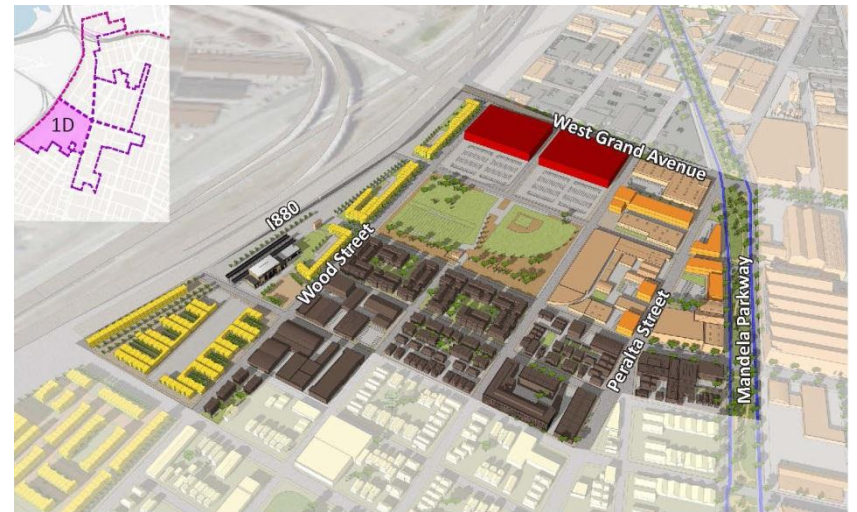 1D
West Grand Avenue
I880
Wood Street
Peralta Street
Mandela Parkway